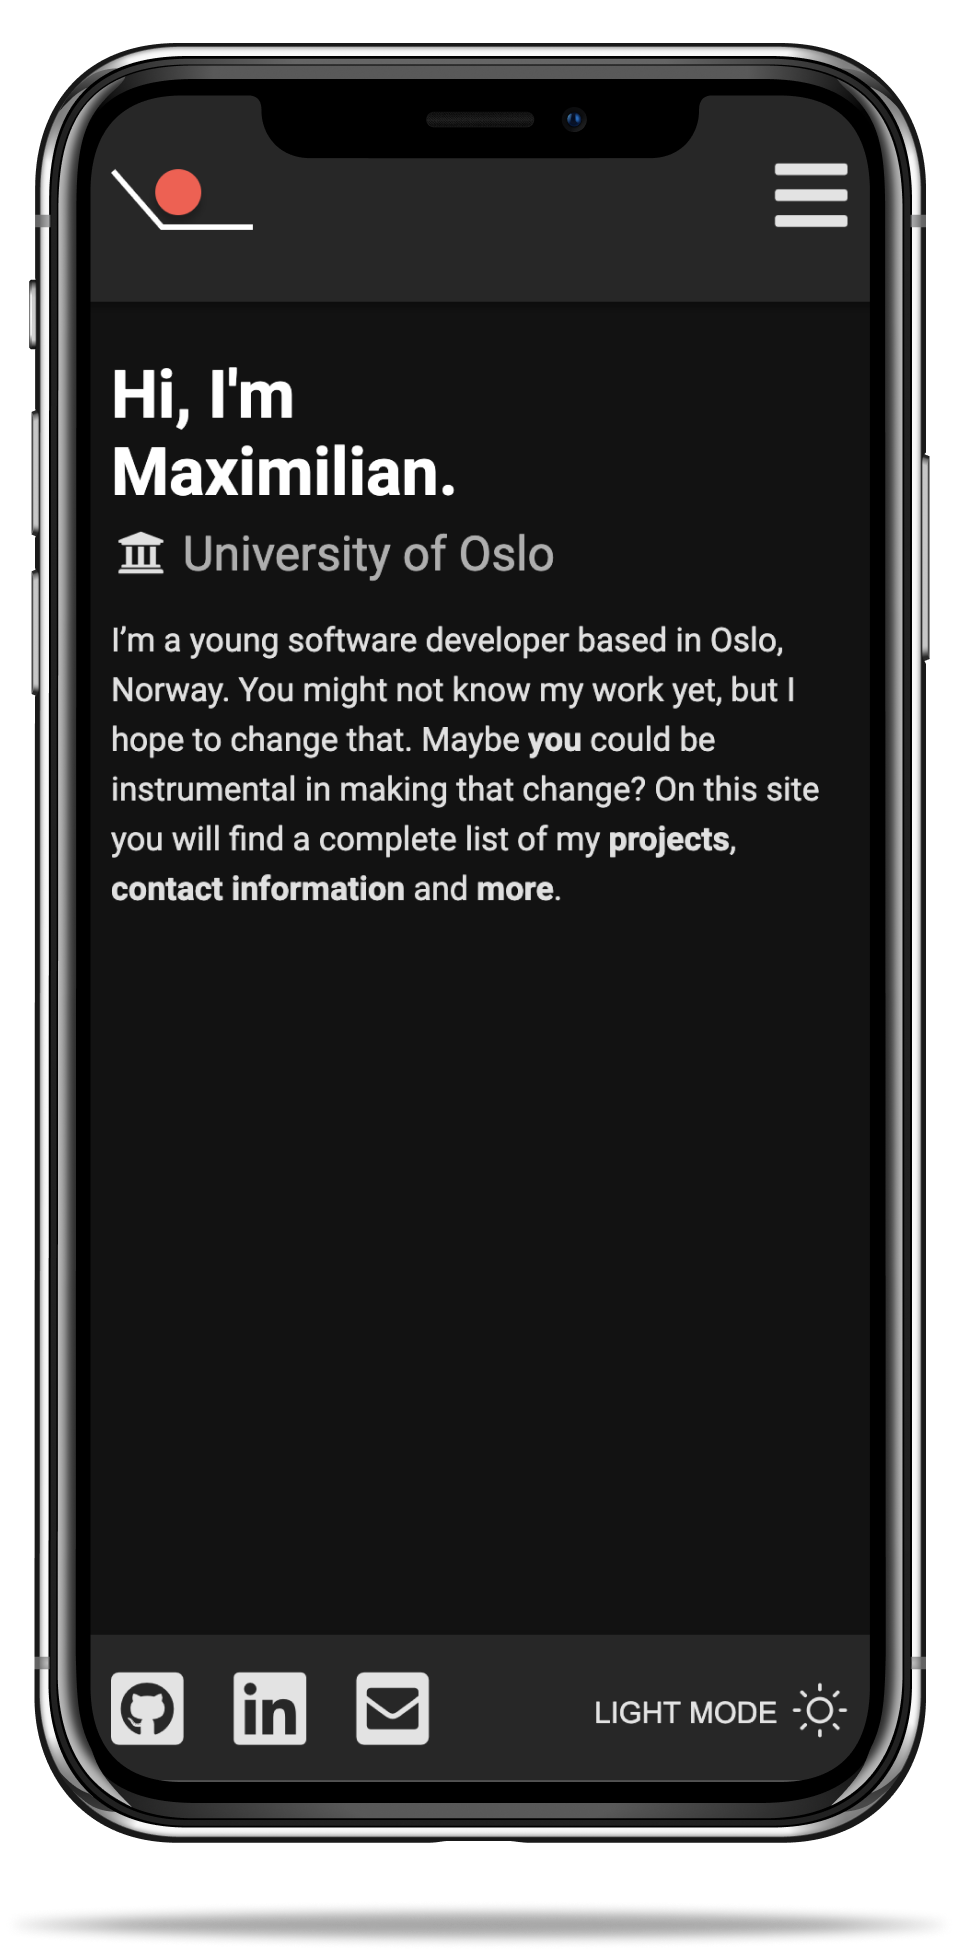 Hi, I'm
Maximilian.
University of Oslo
I’m a young software developer based in Oslo,
Norway. You might not know my work yet, but I
hope to change that. Maybe you could be
instrumental in making that change? On this site
you will find a complete list of my projects,
contact information and more.
in
LIGHT MODE